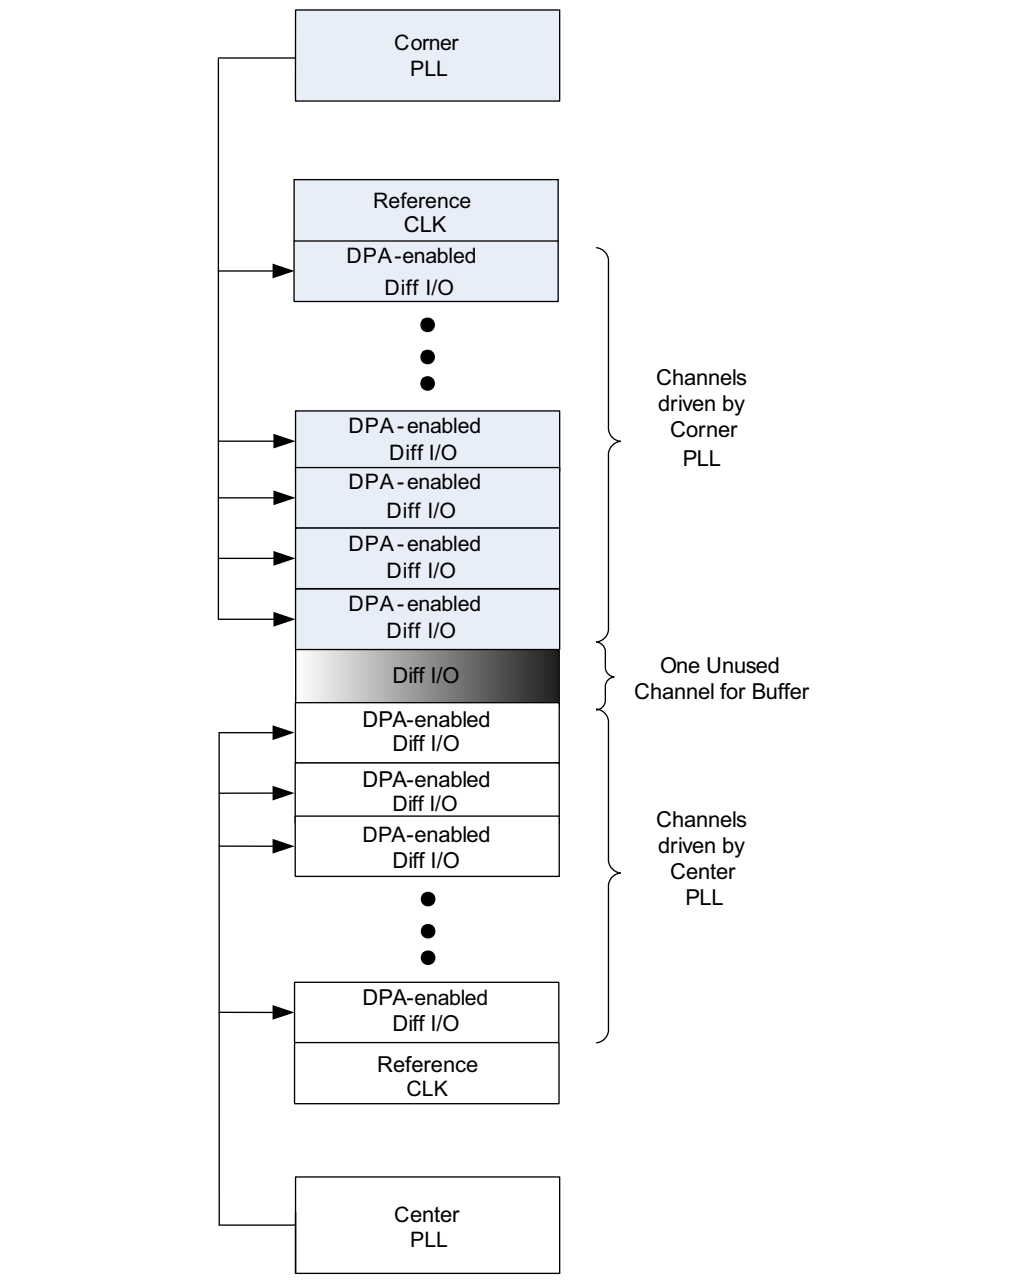 Corner
PLL
Reference
CLK
DPA-enabled
Diff I/O
DPA-enabled
Diff I/O
DPA-enabled
Diff I/O
DPA-enabled
Diff I/O
DPA-enabled
Diff I/O
Channels
driven by
Corner
PLL
Diff I/O
One Unused
Channel for Buffer
DPA-enabled
Diff I/O
DPA-enabled
Diff I/O
DPA-enabled
Diff I/O
DPA-enabled
Diff I/O
Channels
driven by
Center
PLL
Reference
CLK
Center
PLL